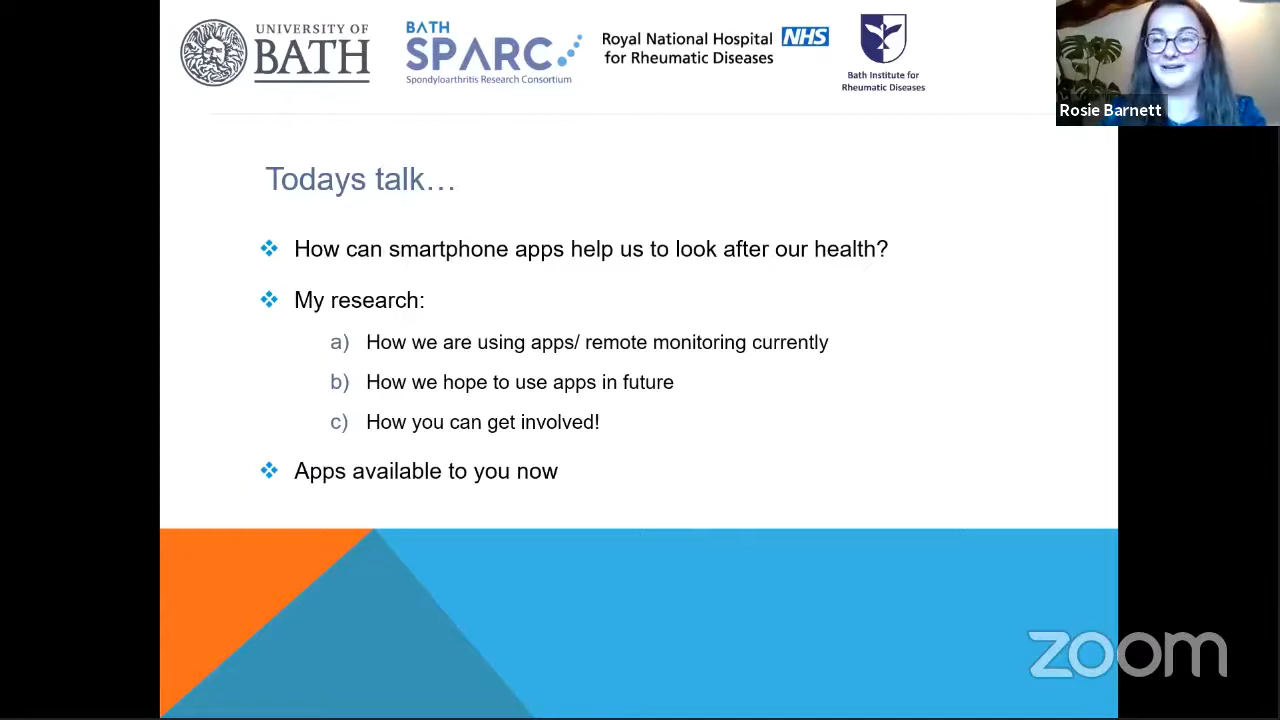 UNIVERSITY OF
BATH
BATH
SPARC
Spondyloarthritis Research Consortium
Royal National Hospital
for Rheumatic Diseases
NHS
Bath Institute for
Rheumatic Diseases
Rosie Barnett
Todays talk…
How can smartphone apps help us to look after our health?
My research:
a) How we are using apps/ remote monitoring currently
b) How we hope to use apps in future
c) How you can get involved!
Apps available to you now
zoom